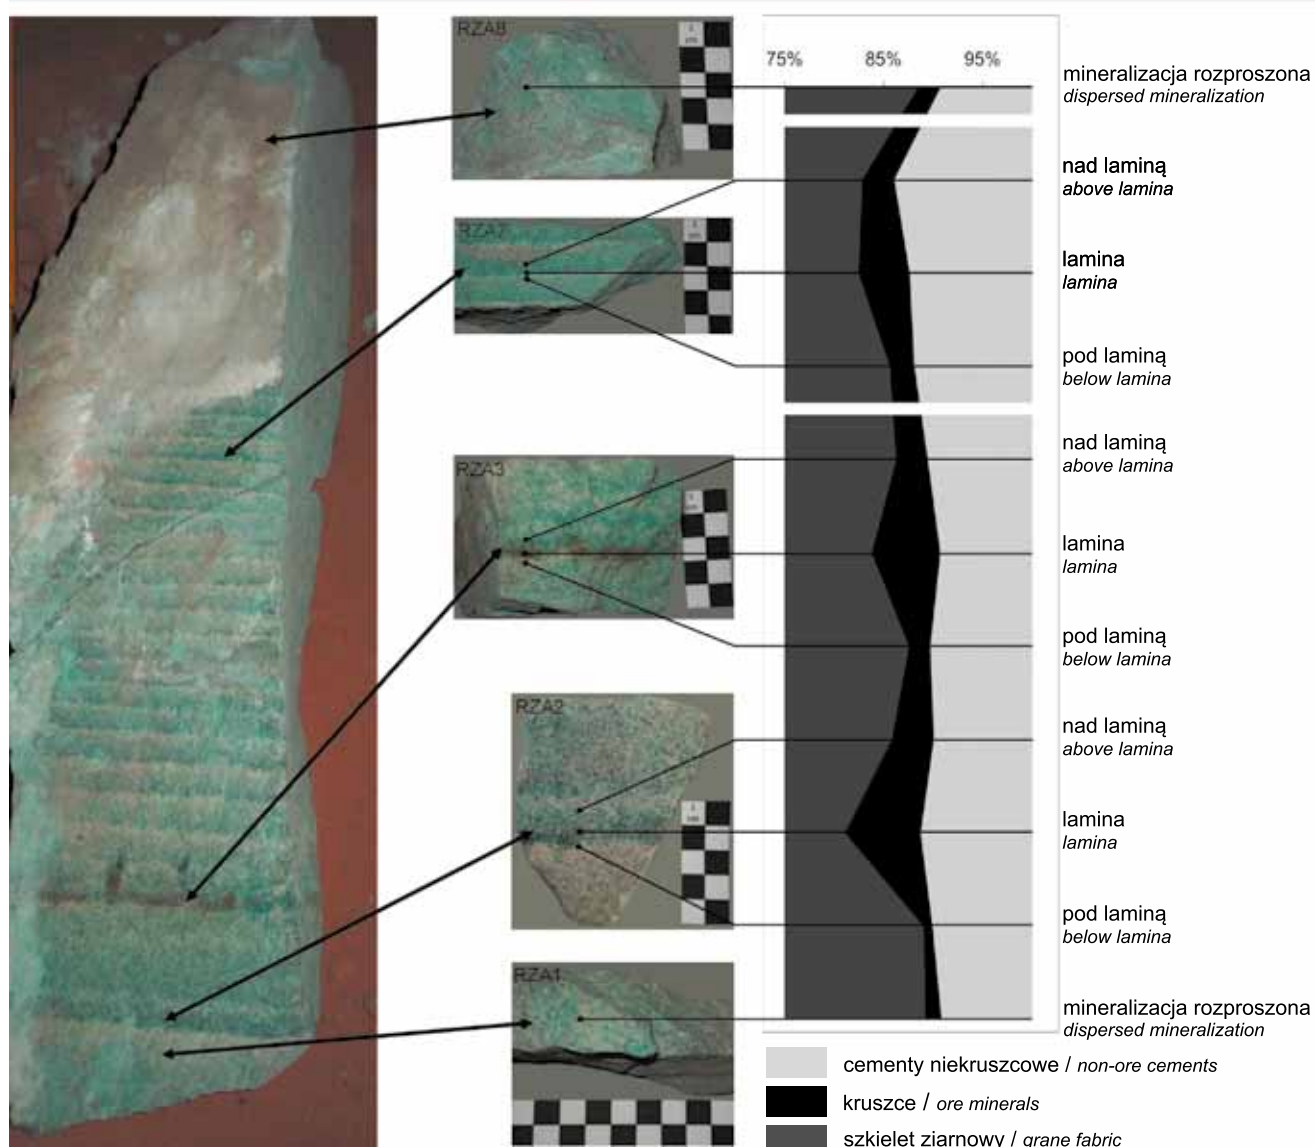 RZA8
75% 85% 95%
mineralizacja rozproszona
dispersed mineralization
nad laminą
above lamina
RZA7
lamina
lamina
pod laminą
below lamina
nad laminą
above lamina
RZA3
lamina
lamina
pod laminą
below lamina
RZA2
nad laminą
above lamina
lamina
lamina
pod laminą
below lamina
RZA1
mineralizacja rozproszona
dispersed mineralization
cementy niekruszcowe / non-ore cements
kruszce / ore minerals
szkielet ziarnowy / grane fabric